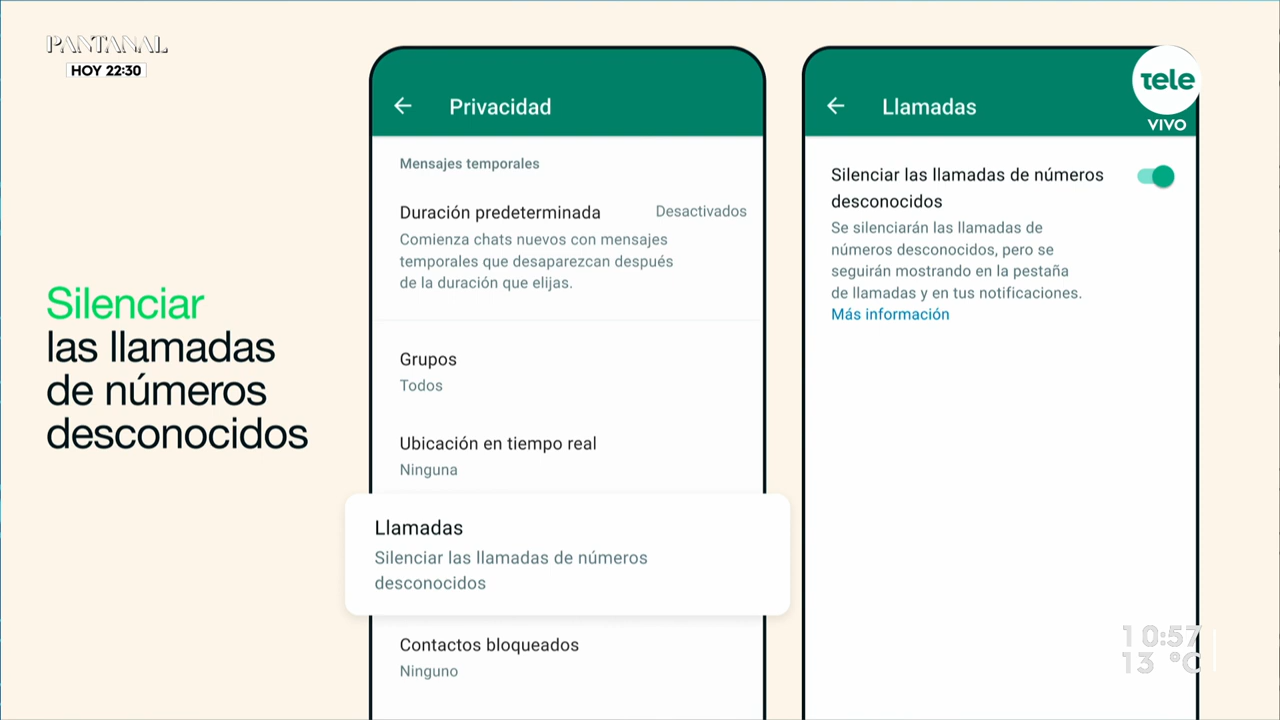 PANTANAL
HOY 22:30
Silenciar
las llamadas
de números
desconocidos
Privacidad
Mensajes temporales
Duración predeterminada
Desactivados
Comienza chats nuevos con mensajes
temporales que desaparezcan después
de la duración que elijas.
Grupos
Todos
Ubicación en tiempo real
Ninguna
Llamadas
Silenciar las llamadas de números
desconocidos
Contactos bloqueados
Ninguno
Llamadas
Silenciar las llamadas de números
desconocidos
Se silenciarán las llamadas de
números desconocidos, pero se
seguirán mostrando en la pestaña
de llamadas y en tus notificaciones.
Más información
tele
VIVO
10:57
13 °C